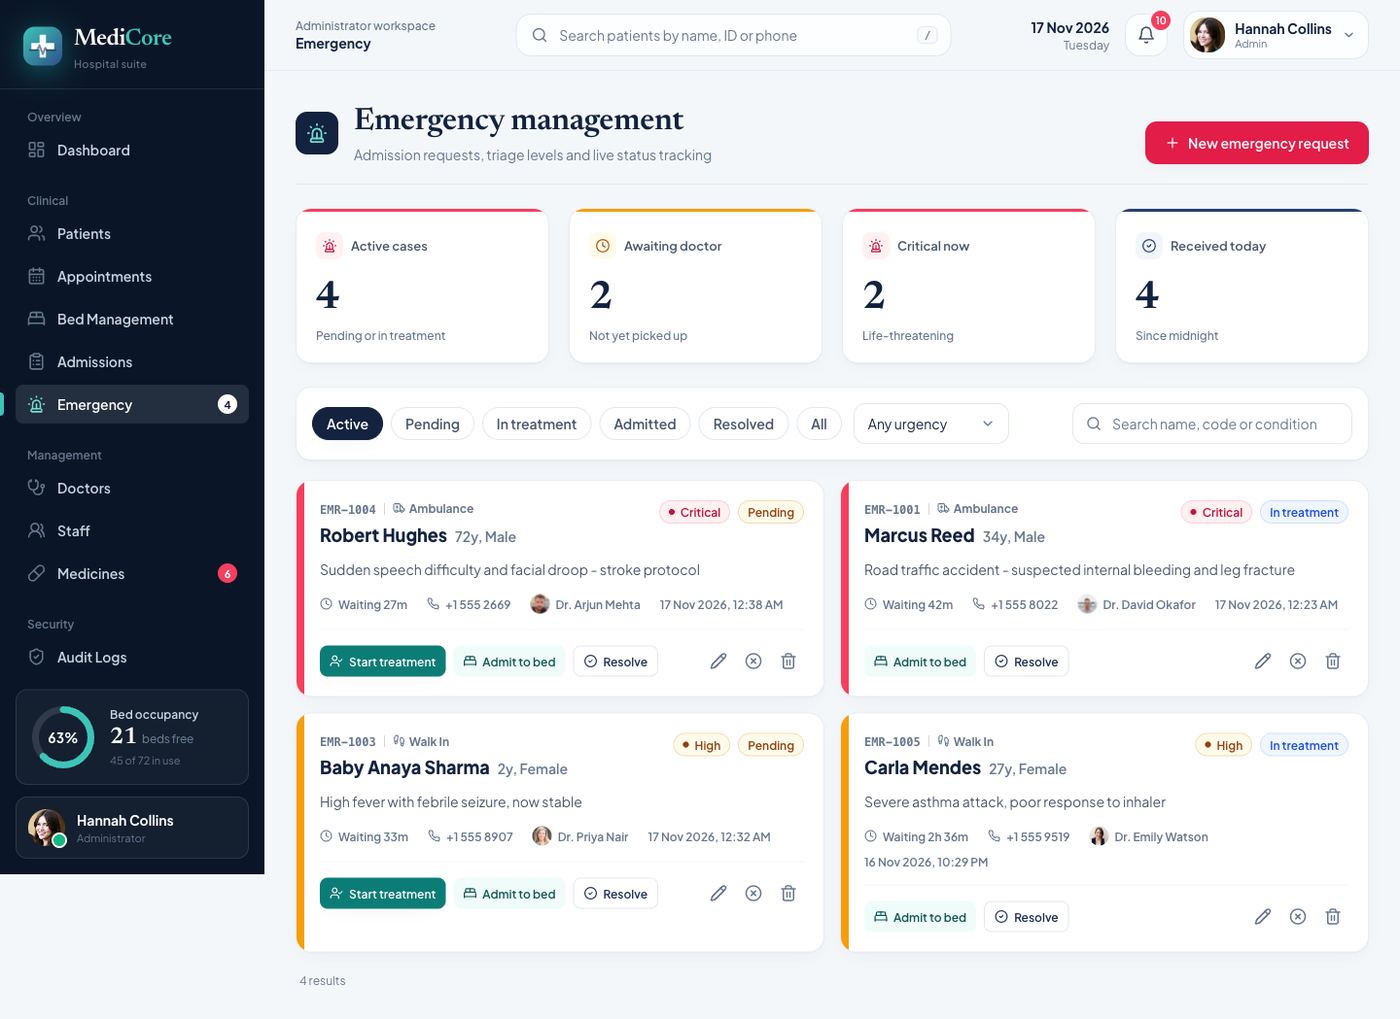 MediCore
Hospital suite
Overview
Dashboard
Clinical
Patients
Appointments
Bed Management
Admissions
Emergency 4
Management
Doctors
Staff
Medicines 6
Security
Audit Logs
63%
Bed occupancy
21 beds free
45 of 72 in use
Hannah Collins
Administrator
Administrator workspace
Emergency
Search patients by name, ID or phone /
17 Nov 2026
Tuesday
10
Hannah Collins
Admin
Emergency management
Admission requests, triage levels and live status tracking
New emergency request
Active cases
4
Pending or in treatment
Awaiting doctor
2
Not yet picked up
Critical now
2
Life-threatening
Received today
4
Since midnight
Active Pending In treatment Admitted Resolved All Any urgency Search name, code or condition
EMR-1004 Ambulance Critical Pending
Robert Hughes 72y, Male
Sudden speech difficulty and facial droop - stroke protocol
Waiting 27m +1 555 2669 Dr. Arjun Mehta 17 Nov 2026, 12:38 AM
Start treatment Admit to bed Resolve
EMR-1001 Ambulance Critical In treatment
Marcus Reed 34y, Male
Road traffic accident - suspected internal bleeding and leg fracture
Waiting 42m +1 555 8022 Dr. David Okafor 17 Nov 2026, 12:23 AM
Admit to bed Resolve
EMR-1003 Walk In High Pending
Baby Anaya Sharma 2y, Female
High fever with febrile seizure, now stable
Waiting 33m +1 555 8907 Dr. Priya Nair 17 Nov 2026, 12:32 AM
Start treatment Admit to bed Resolve
EMR-1005 Walk In High In treatment
Carla Mendes 27y, Female
Severe asthma attack, poor response to inhaler
Waiting 2h 36m +1 555 9519 Dr. Emily Watson
16 Nov 2026, 10:29 PM
Admit to bed Resolve
4 results